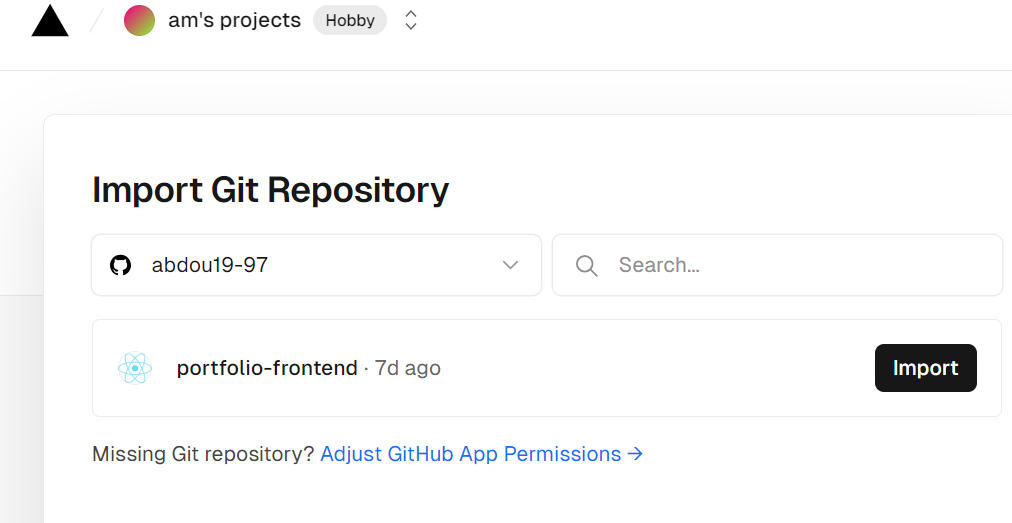 am's projects Hobby
Import Git Repository
abdou19-97 Search...
portfolio-frontend · 7d ago Import
Missing Git repository? Adjust GitHub App Permissions →